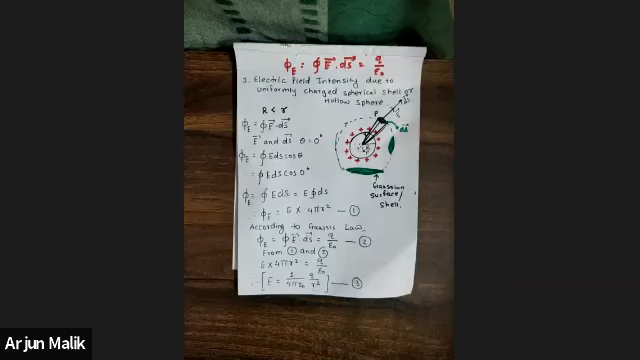 ΦE = ∮ E⃗ . ds⃗ = q/ε0
1. Electric Field Intensity due to
uniformly charged spherical shell
Hollow sphere
R < r
P
ΦE = ∮ E⃗ . ds⃗
E⃗ and ds⃗ θ = 0°
ds⃗
ΦE = ∮ Eds cosθ
= ∮ Eds cos 0°
Gaussian
surface/
shell.
ΦE = ∮ Eds = E ∮ ds
∴ ΦE = E × 4πr² — ①
According to Gauss's Law,
ΦE = ∮ E⃗ ds⃗ = q/ε0 — ②
From ① and ②
E × 4πr² = q/ε0
[E = 1/4πε0 q/r²] — ③
Arjun Malik